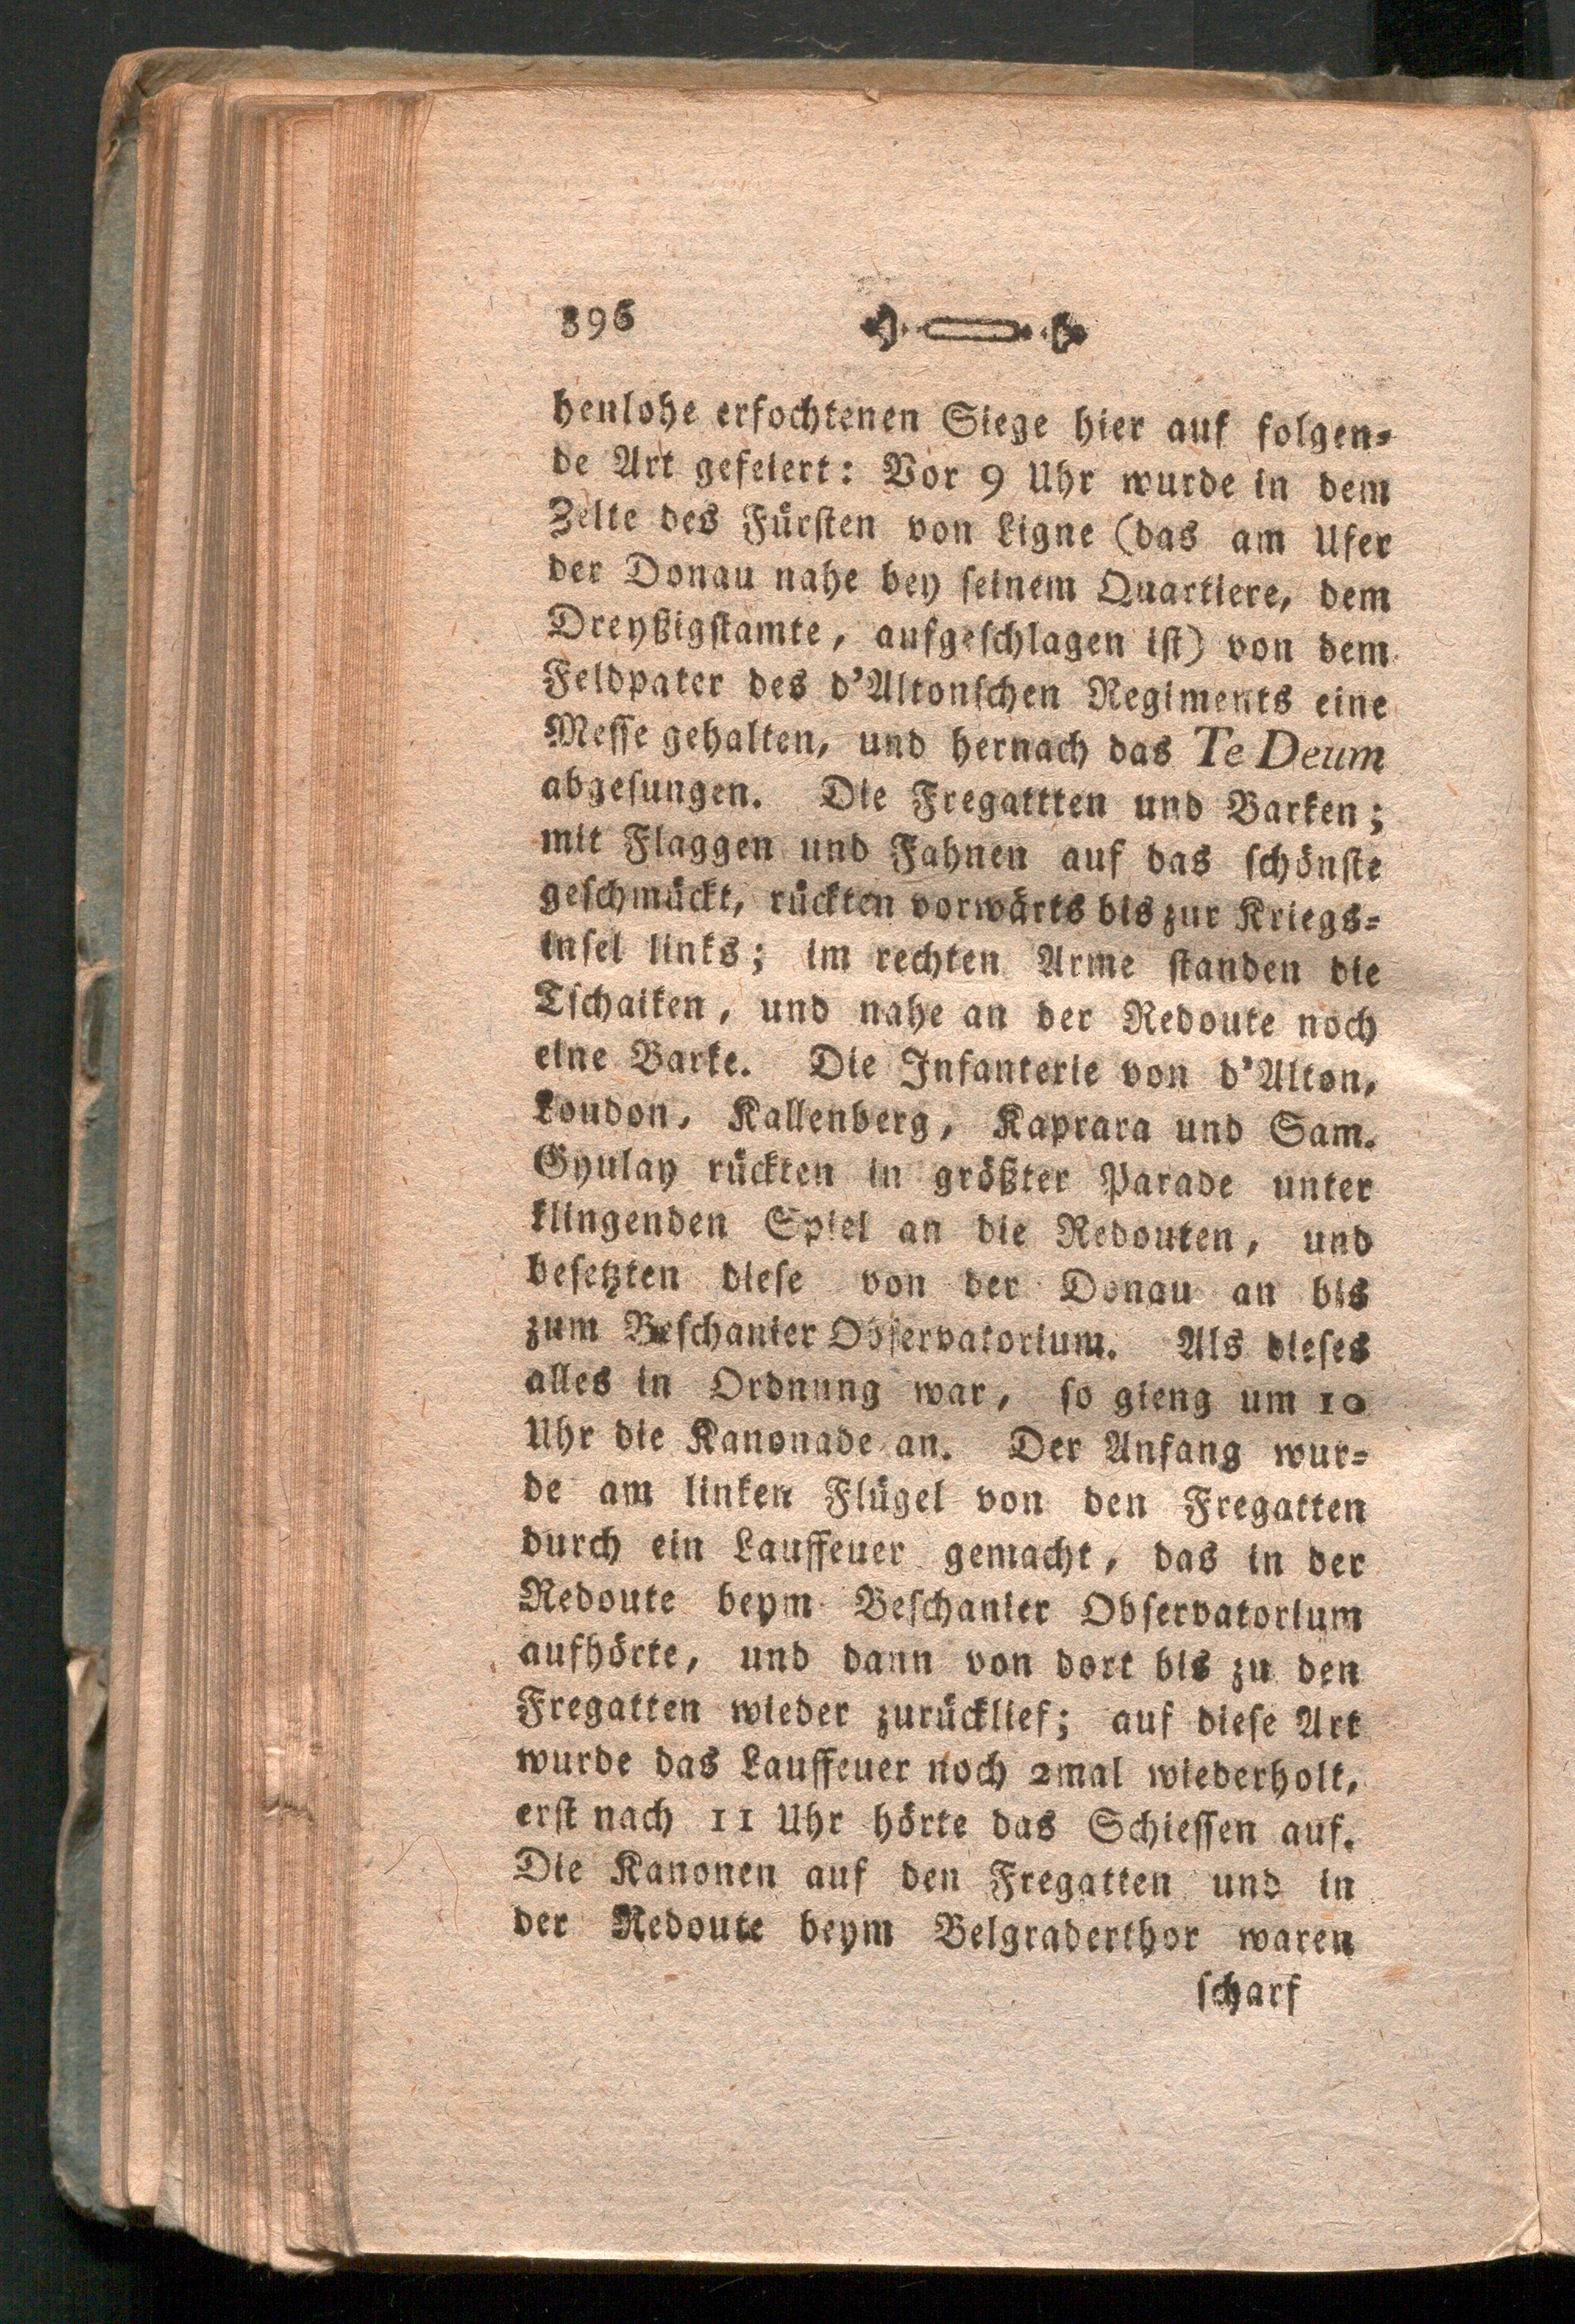 396
henlohe erfochtenen Siege hier auf folgen=
de Art gefeiert: Vor 9 Uhr wurde in dem
Zelte des Fürsten von Ligne (das am Ufer
der Donau nahe bey seinem Quartiere, dem
Dreyßigstamte, aufgeschlagen ist) von dem
Feldpater des d'Altonschen Regiments eine
Messe gehalten, und hernach das Te Deum
abgesungen. Die Fregattten und Barken;
mit Flaggen und Fahnen auf das schönste
geschmückt, rückten vorwärts bis zur Kriegs=
insel links; im rechten Arme standen die
Tschaiken, und nahe an der Redoute noch
eine Barke. Die Infanterie von d'Alton,
Loudon, Kallenberg, Kaprara und Sam.
Gyulay rückten in größter Parade unter
klingenden Spiel an die Redouten, und
besetzten diese von der Donau an bis
zum Beschanier Observatorium. Als dieses
alles in Ordnung war, so gieng um 10
Uhr die Kanonade an. Der Anfang wur=
de am linken Flügel von den Fregatten
durch ein Lauffeuer gemacht, das in der
Redoute beym Beschanier Observatorium
aufhörte, und dann von dort bis zu den
Fregatten wieder zurücklief; auf diese Art
wurde das Lauffeuer noch 2mal wiederholt,
erst nach 11 Uhr hörte das Schiessen auf.
Die Kanonen auf den Fregatten und in
der Redoute beym Belgraderthor waren
scharf